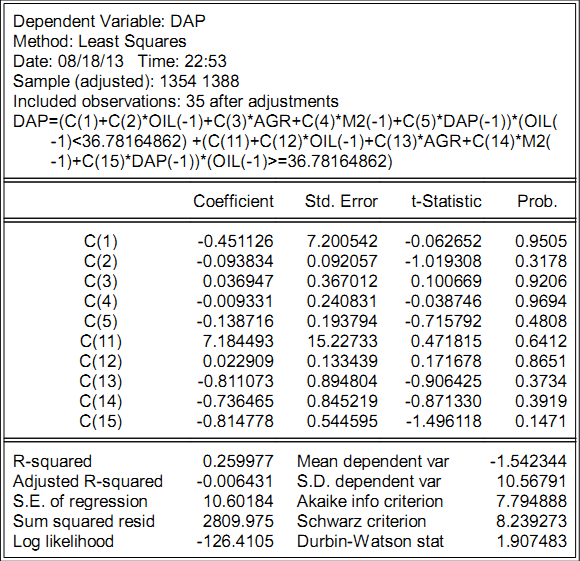 Dependent Variable: DAP
Method: Least Squares
Date: 08/18/13 Time: 22:53
Sample (adjusted): 1354 1388
Included observations: 35 after adjustments
DAP=(C(1)+C(2)*OIL(-1)+C(3)*AGR+C(4)*M2(-1)+C(5)*DAP(-1))*(OIL(
-1)<36.78164862) +(C(11)+C(12)*OIL(-1)+C(13)*AGR+C(14)*M2(
-1)+C(15)*DAP(-1))*(OIL(-1)>=36.78164862)
Coefficient Std. Error t-Statistic Prob.
C(1) -0.451126 7.200542 -0.062652 0.9505
C(2) -0.093834 0.092057 -1.019308 0.3178
C(3) 0.036947 0.367012 0.100669 0.9206
C(4) -0.009331 0.240831 -0.038746 0.9694
C(5) -0.138716 0.193794 -0.715792 0.4808
C(11) 7.184493 15.22733 0.471815 0.6412
C(12) 0.022909 0.133439 0.171678 0.8651
C(13) -0.811073 0.894804 -0.906425 0.3734
C(14) -0.736465 0.845219 -0.871330 0.3919
C(15) -0.814778 0.544595 -1.496118 0.1471
R-squared 0.259977 Mean dependent var -1.542344
Adjusted R-squared -0.006431 S.D. dependent var 10.56791
S.E. of regression 10.60184 Akaike info criterion 7.794888
Sum squared resid 2809.975 Schwarz criterion 8.239273
Log likelihood -126.4105 Durbin-Watson stat 1.907483